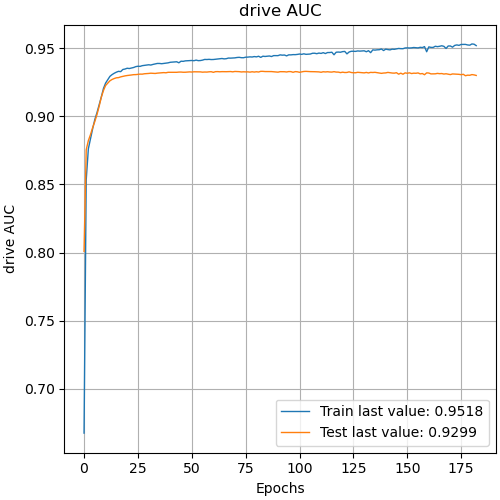 drive AUC
0.95
0.90
0.85
0.80
0.75
0.70
drive AUC
Train last value: 0.9518
Test last value: 0.9299
0 25 50 75 100 125 150 175
Epochs